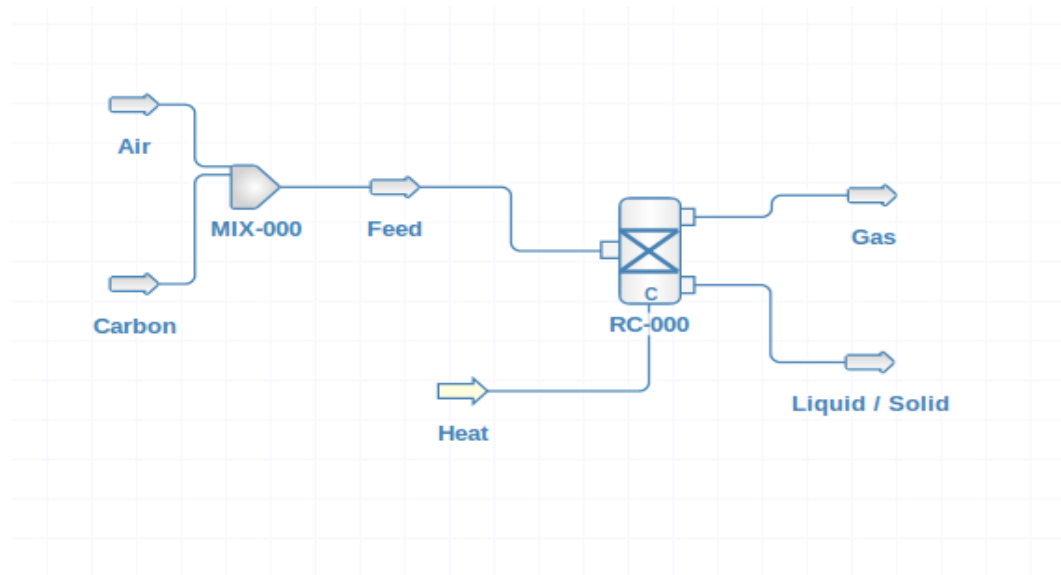 Air
MIX-000
Feed
Gas
Carbon
C
RC-000
Liquid / Solid
Heat